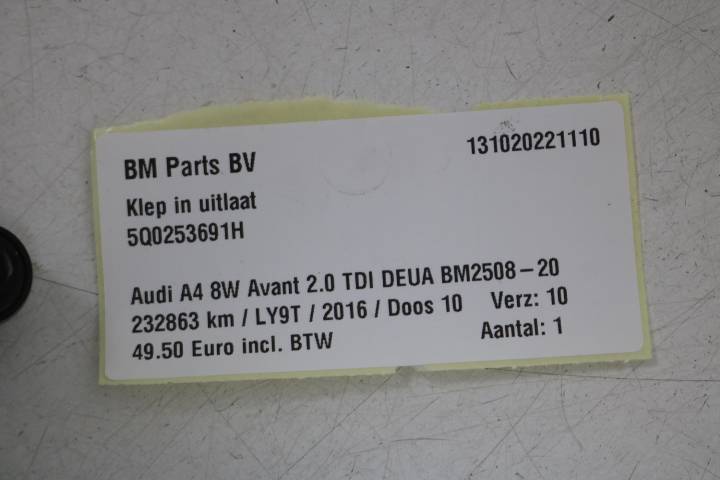 BM Parts BV 131020221110
Klep in uitlaat
5Q0253691H
Audi A4 8W Avant 2.0 TDI DEUA BM2508-20
232863 km / LY9T / 2016 / Doos 10 Verz: 10
49.50 Euro incl. BTW Aantal: 1